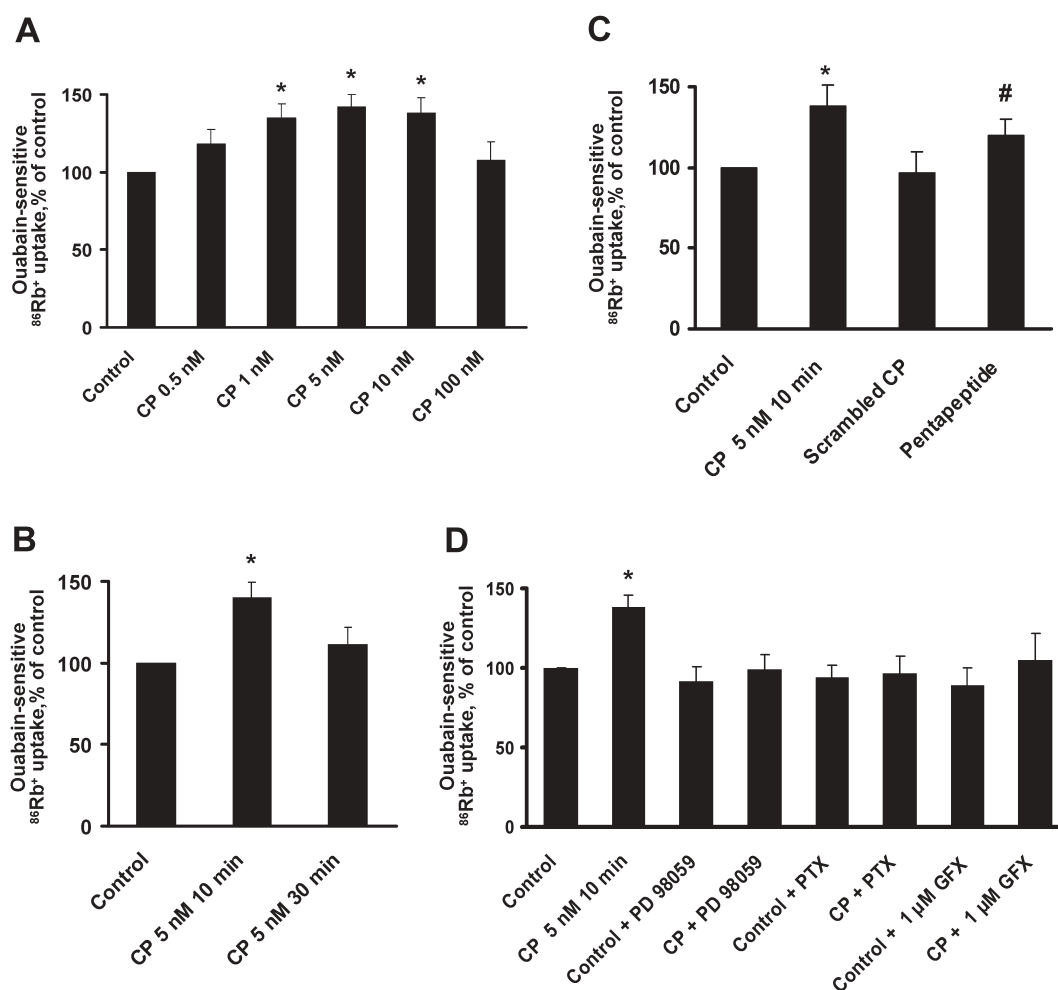 A
Ouabain-sensitive
⁸⁶Rb⁺ uptake,% of control
150
100
50
0
*
*
*
Control
CP 0.5 nM
CP 1 nM
CP 5 nM
CP 10 nM
CP 100 nM
C
Ouabain-sensitive
⁸⁶Rb⁺ uptake,% of control
150
100
50
0
*
#
Control
CP 5 nM 10 min
Scrambled CP
Pentapeptide
B
Ouabain-sensitive
⁸⁶Rb⁺ uptake,% of control
150
100
50
0
*
Control
CP 5 nM 10 min
CP 5 nM 30 min
D
Ouabain-sensitive
⁸⁶Rb⁺ uptake, % of control
150
100
50
0
*
Control
CP 5 nM 10 min
Control + PD 98059
CP + PD 98059
Control + PTX
CP + PTX
Control + 1 µM GFX
CP + 1 µM GFX